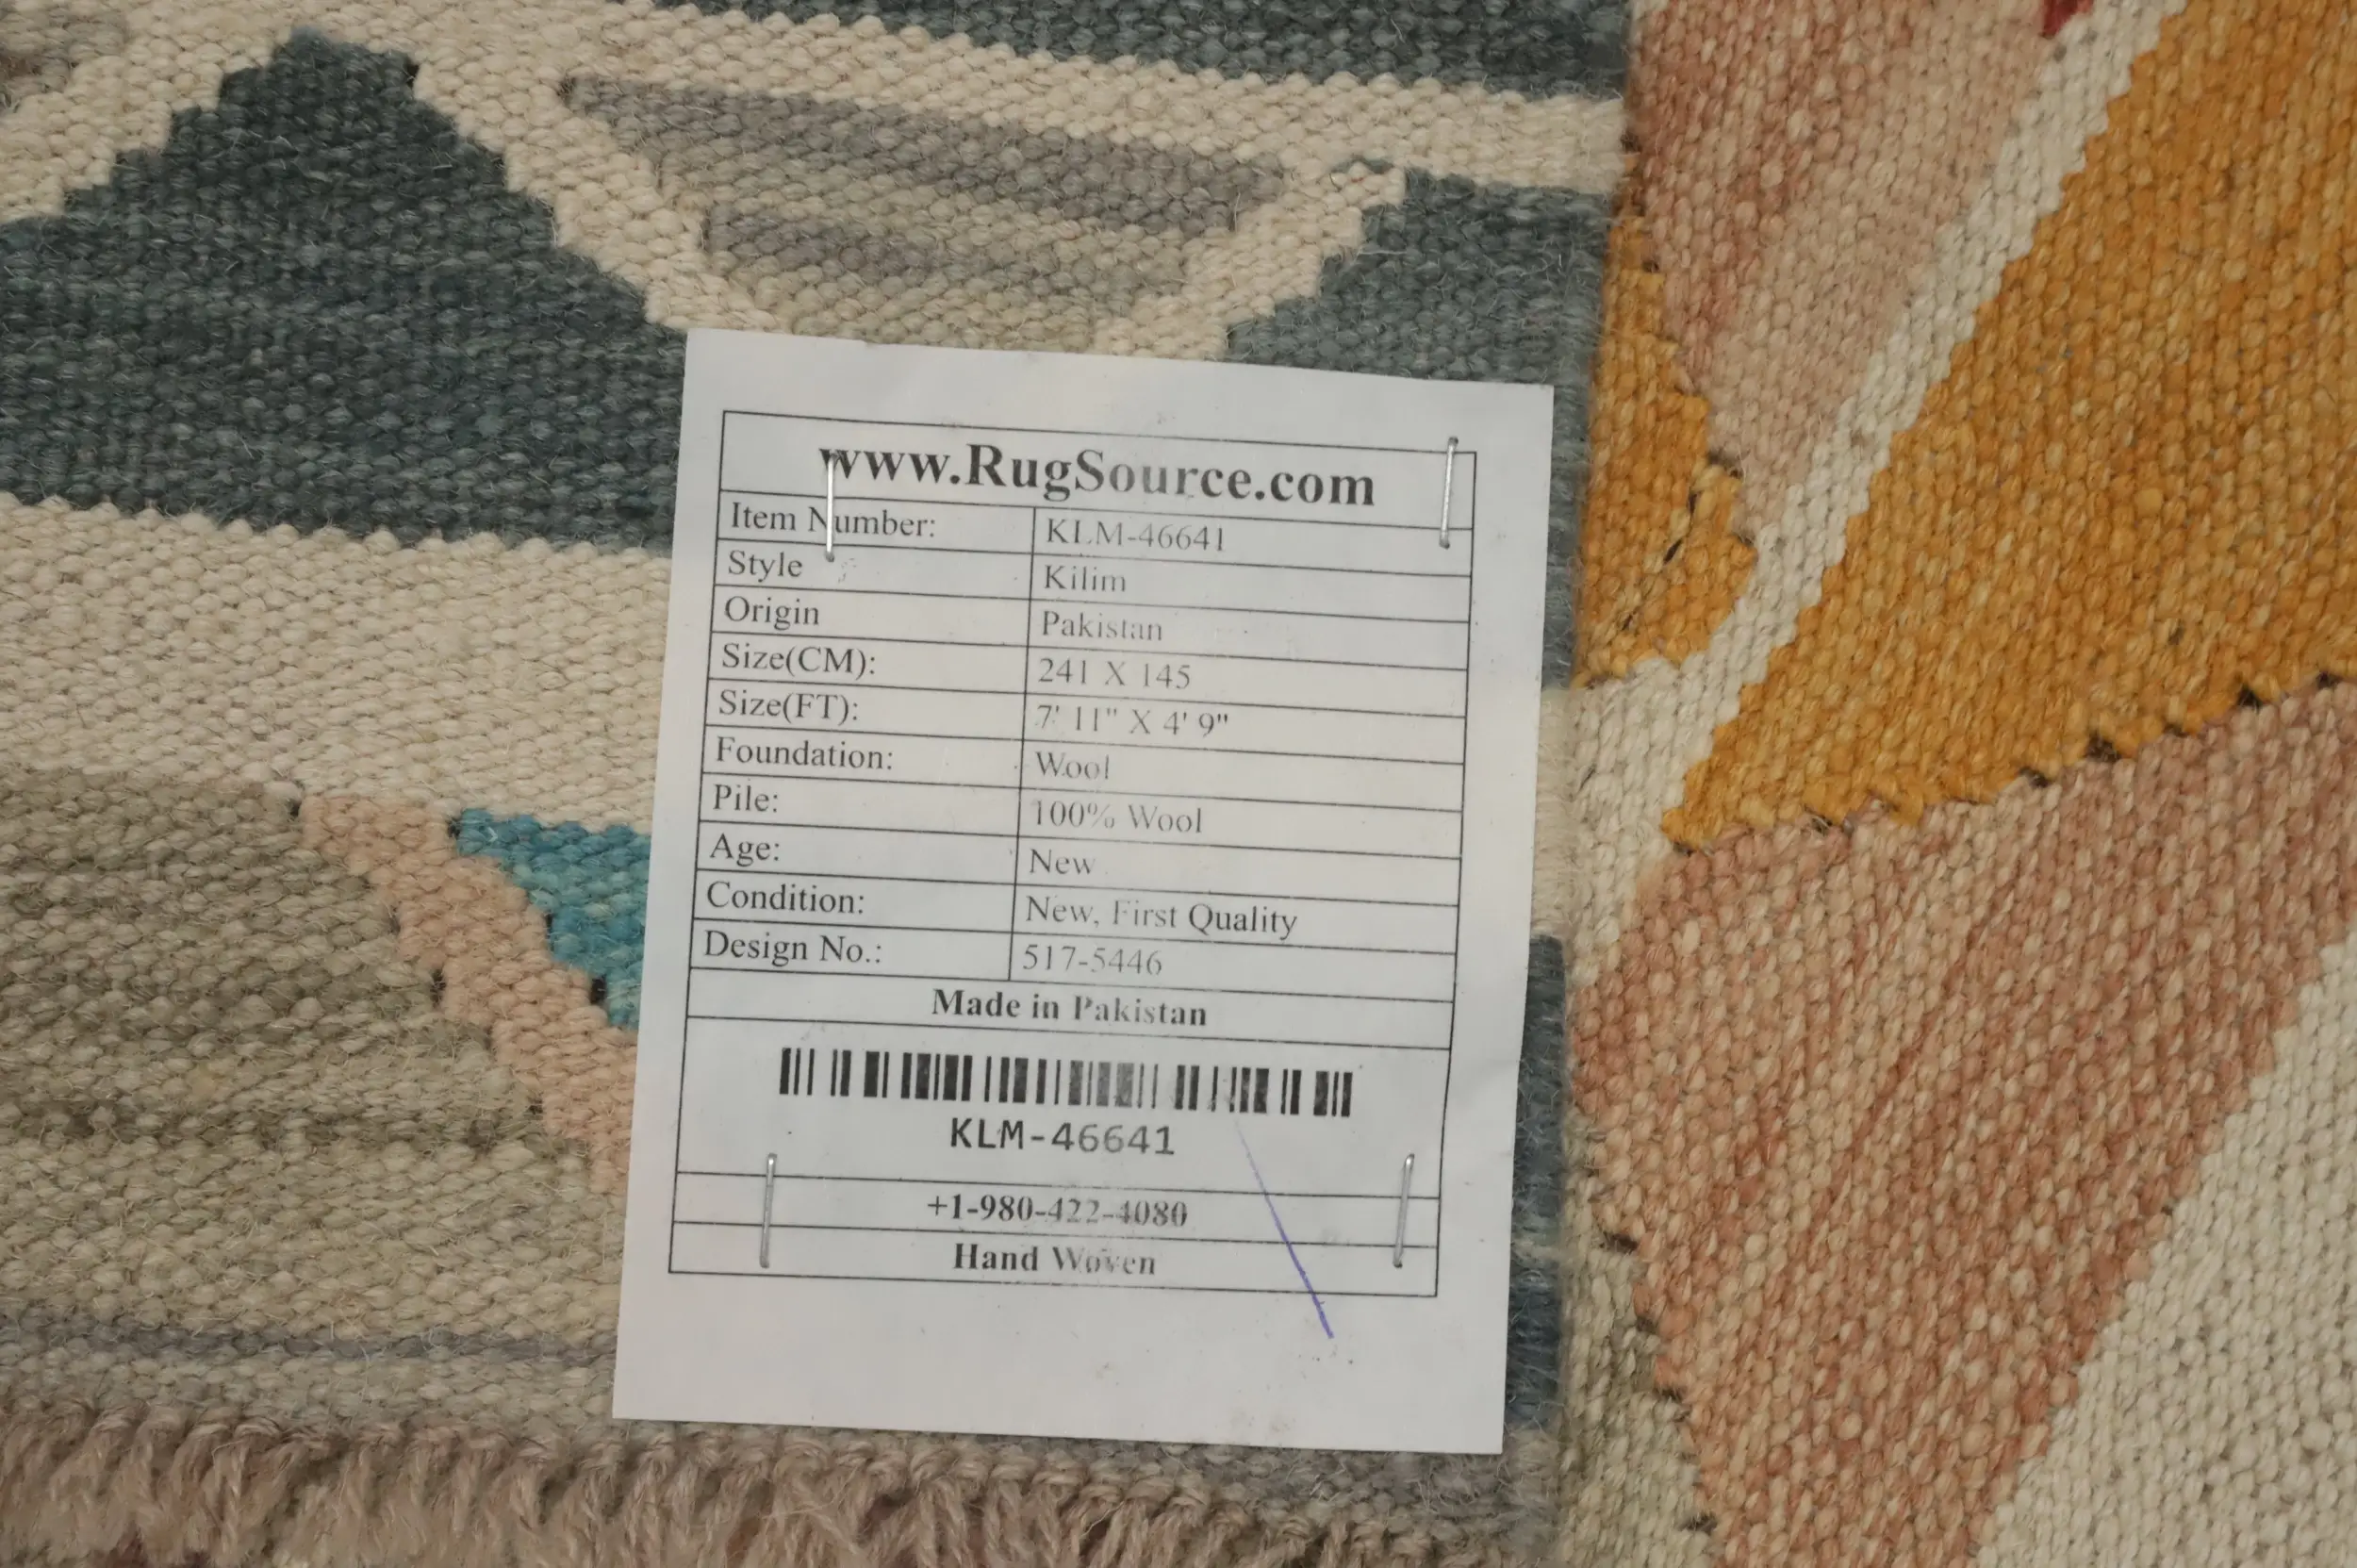 www.RugSource.com
Item Number: KLM-46641
Style Kilim
Origin Pakistan
Size(CM): 241 X 145
Size(FT): 7' 11" X 4' 9"
Foundation: Wool
Pile: 100% Wool
Age: New
Condition: New, First Quality
Design No.: 517-5446
Made in Pakistan
KLM-46641
+1-980-422-4080
Hand Woven